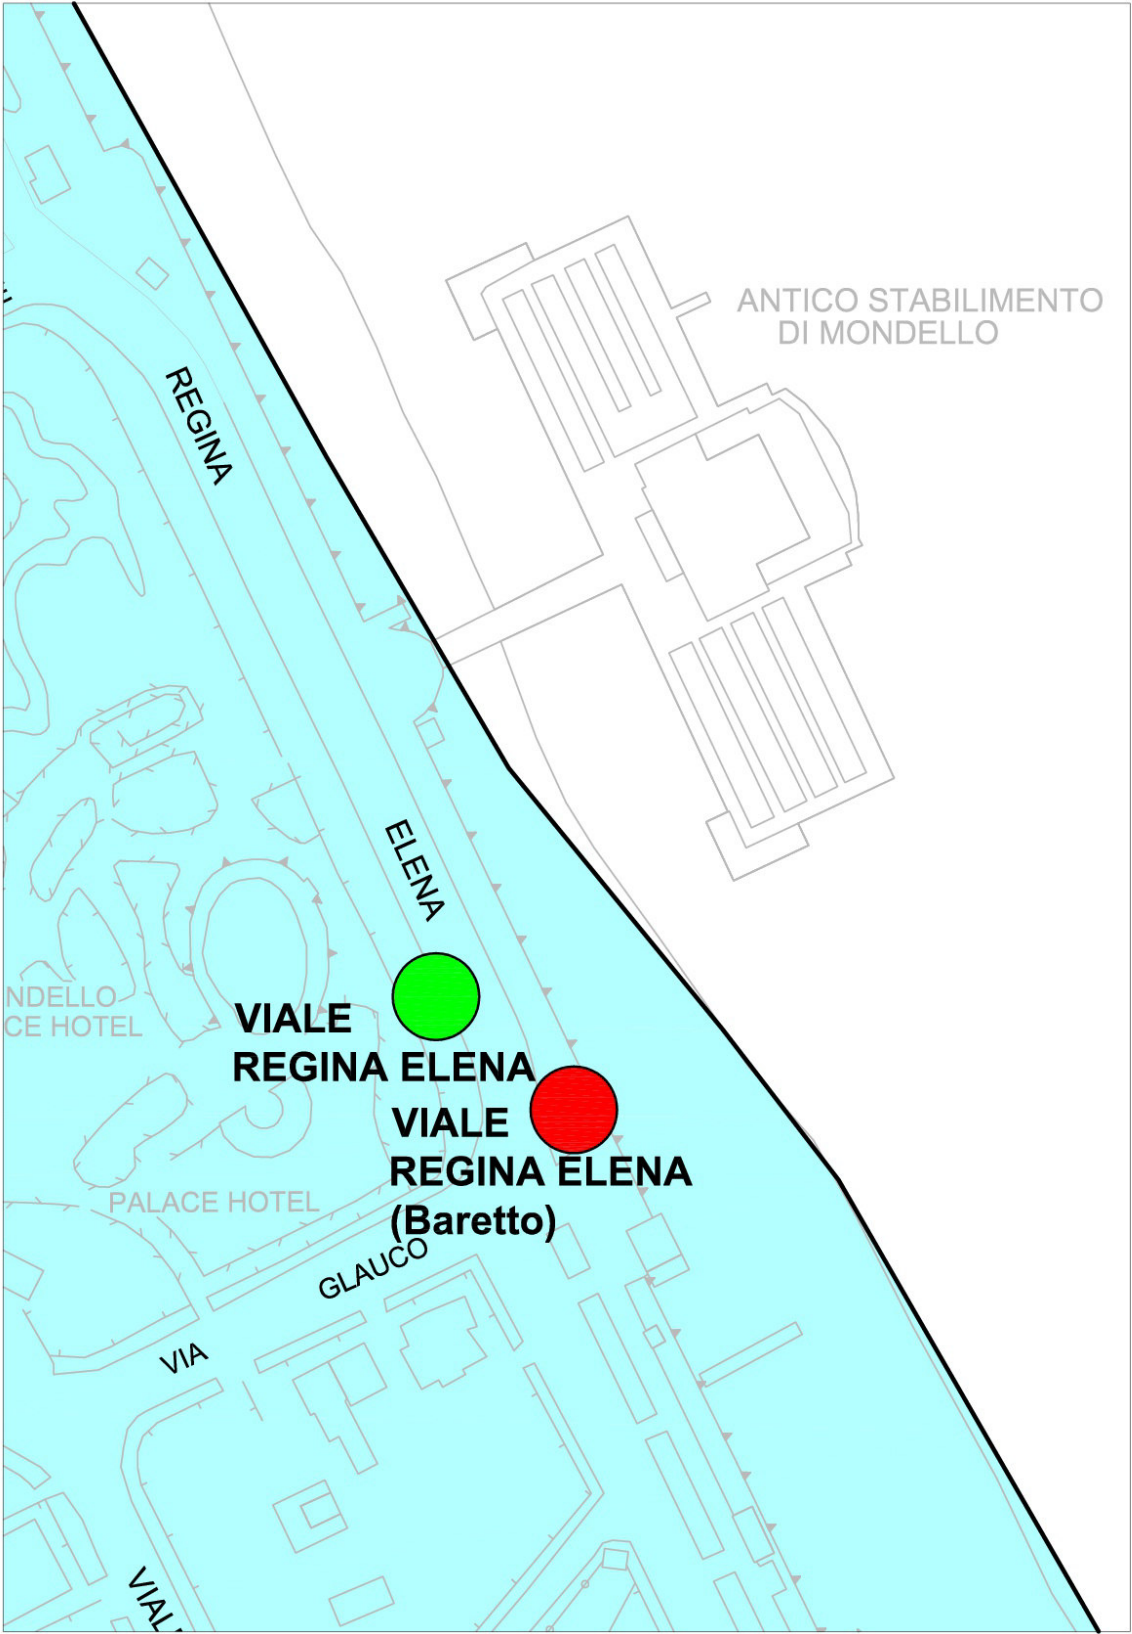 ANTICO STABILIMENTO
DI MONDELLO
REGINA
ELENA
NDELLO
CE HOTEL
VIALE
REGINA ELENA
VIALE
REGINA ELENA
(Baretto)
PALACE HOTEL
GLAUCO
VIA